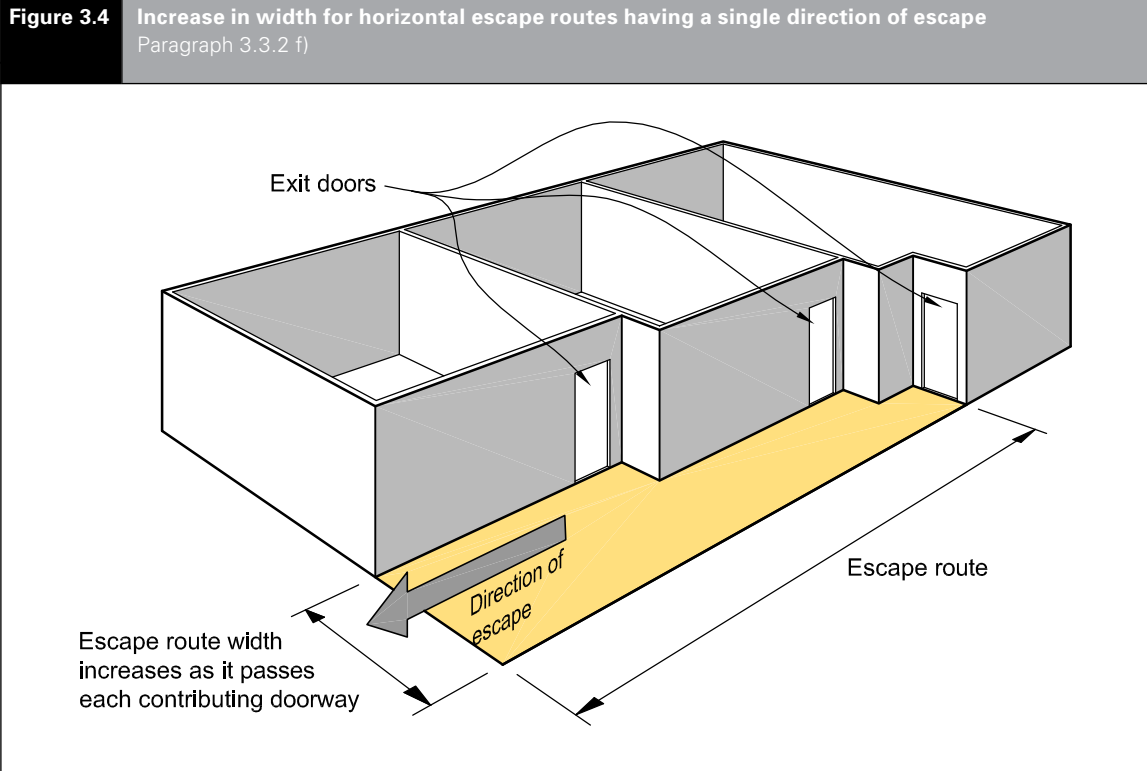 Figure 3.4
Increase in width for horizontal escape routes having a single direction of escape
Paragraph 3.3.2 f)
Exit doors
Direction of
escape
Escape route
Escape route width
increases as it passes
each contributing doorway